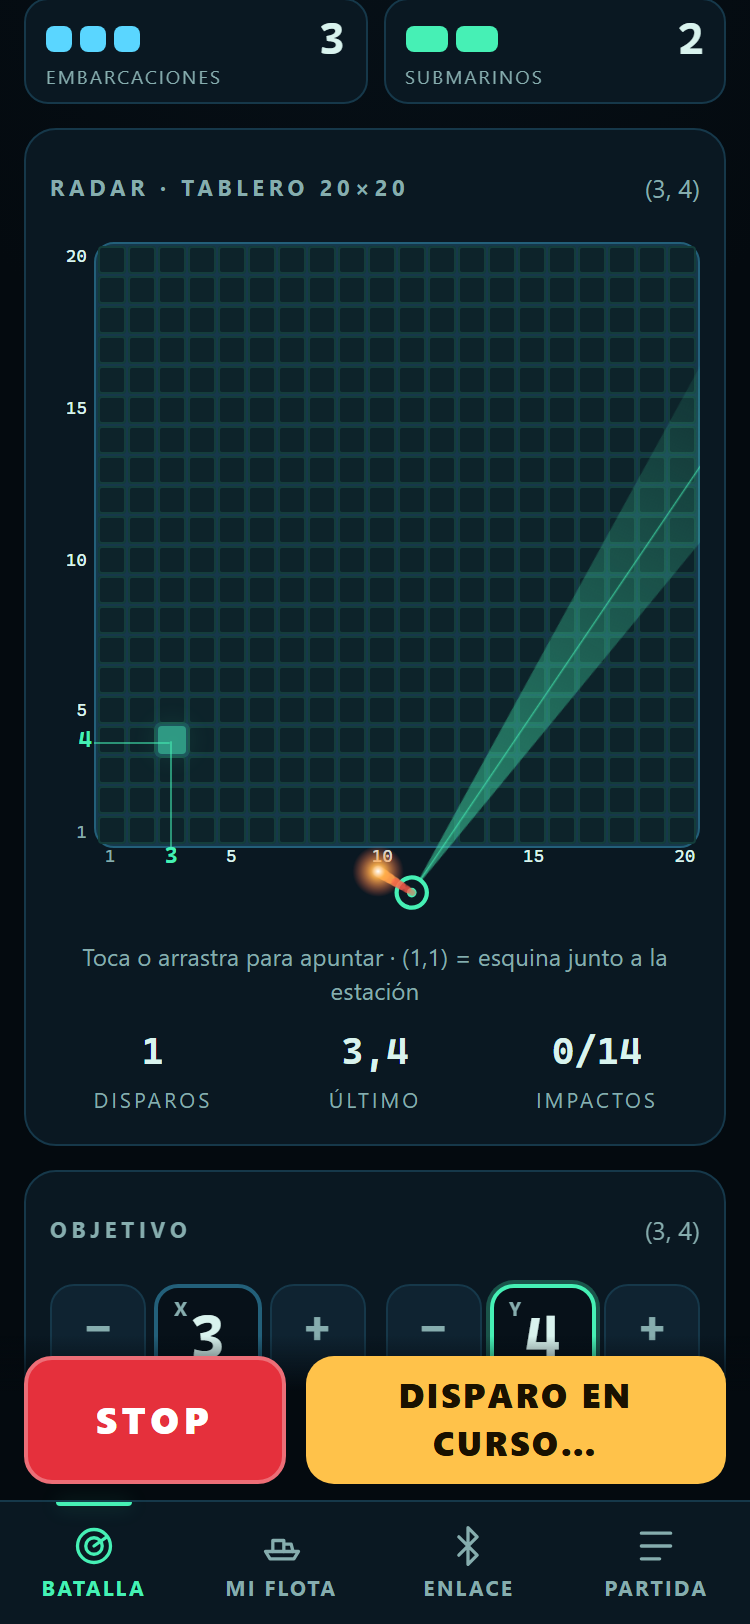 3
EMBARCACIONES
2
SUBMARINOS
RADAR · TABLERO 20×20
(3, 4)
20
15
10
5
4
1
1
3
5
10
15
20
Toca o arrastra para apuntar · (1,1) = esquina junto a la
estación
1
3,4
0/14
DISPAROS
ÚLTIMO
IMPACTOS
OBJETIVO
(3, 4)
−
X
3
+
−
Y
4
+
STOP
DISPARO EN
CURSO...
BATALLA
MI FLOTA
ENLACE
PARTIDA